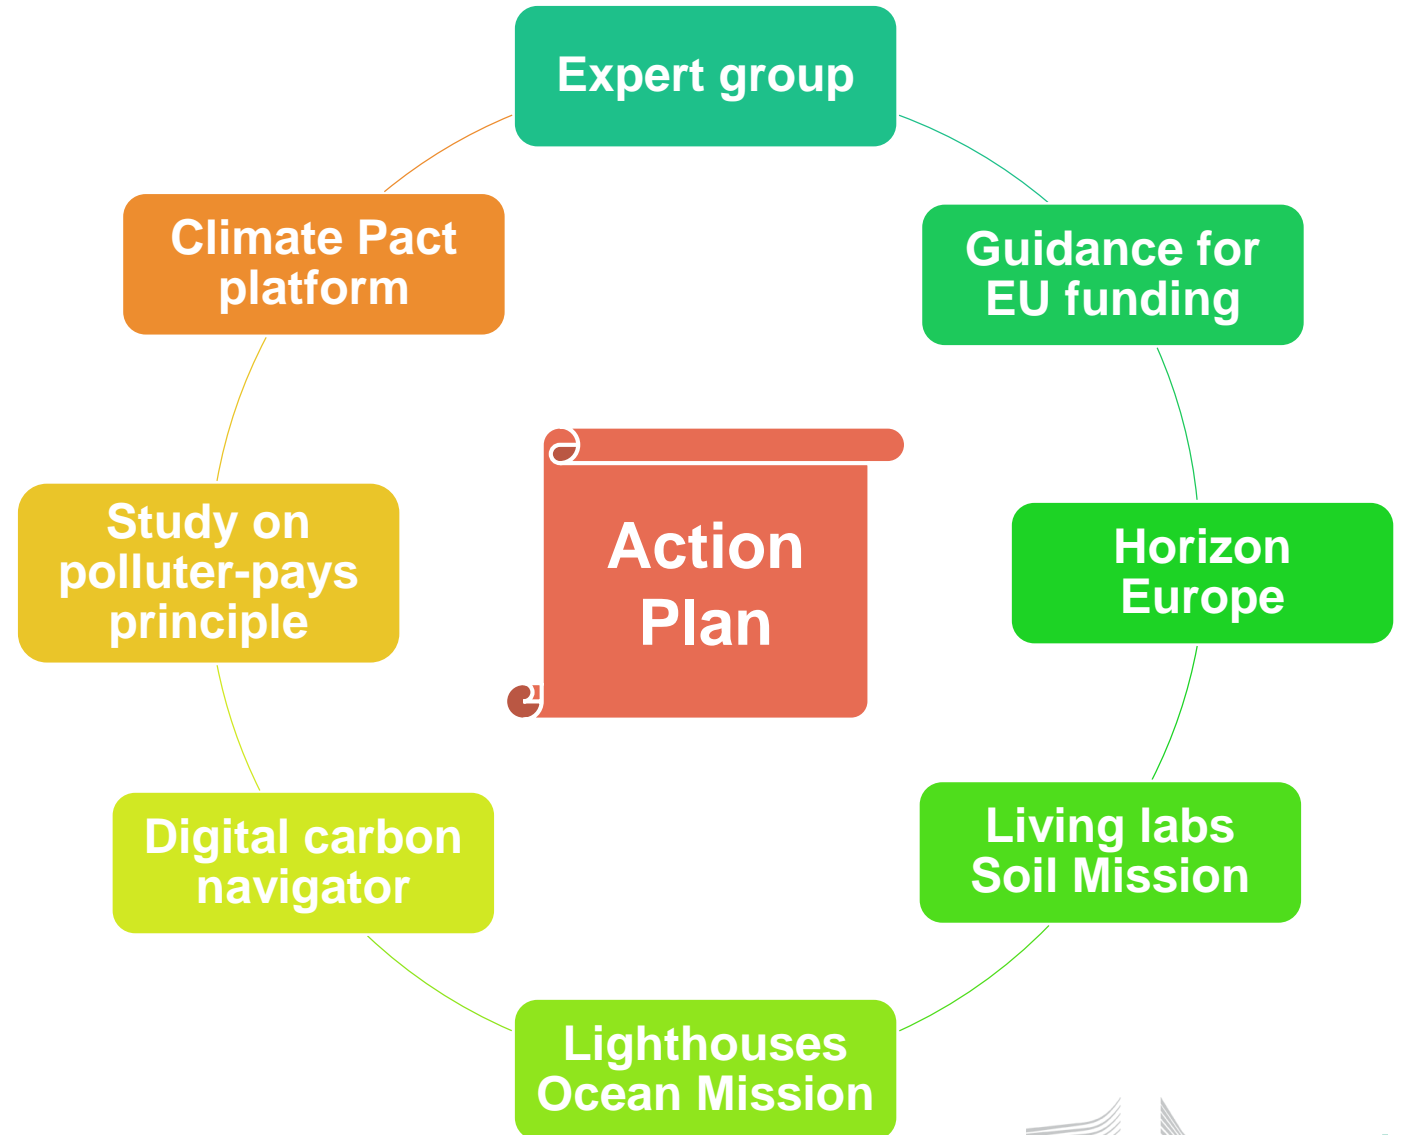 Expert group
Guidance for
EU funding
Horizon
Europe
Living labs
Soil Mission
Lighthouses
Ocean Mission
Digital carbon
navigator
Study on
polluter-pays
principle
Climate Pact
platform
Action
Plan